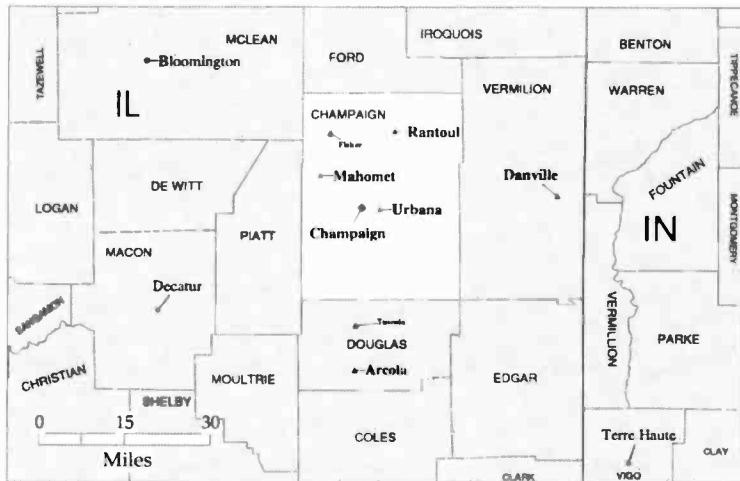 MCLEAN
IROQUOIS
BENTON
TIPPECANOE
TAZEWELL
Bloomington
FORD
VERMILION
WARREN
IL
CHAMPAIGN
Rantoul
Fisher
DE WITT
Mahomet
Danville
FOUNTAIN
LOGAN
PIATT
Urbana
Champaign
IN
MONTGOMERY
MACON
Decatur
SANGAMON
Tuscola
DOUGLAS
VERMILLION
PARKE
CHRISTIAN
MOULTRIE
Arcola
EDGAR
SHELBY
0 15 30
Miles
COLES
Terre Haute
CLAY
CLARK
VIGO